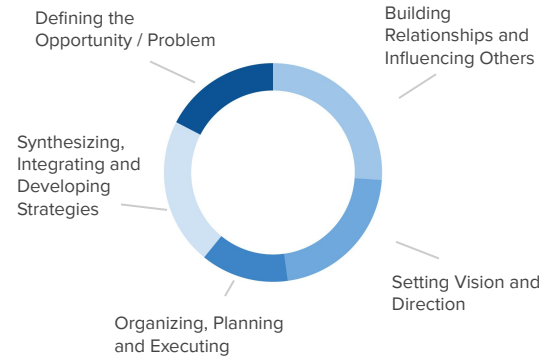 Defining the
Opportunity / Problem
Building
Relationships and
Influencing Others
Synthesizing,
Integrating and
Developing
Strategies
Setting Vision and
Direction
Organizing, Planning
and Executing